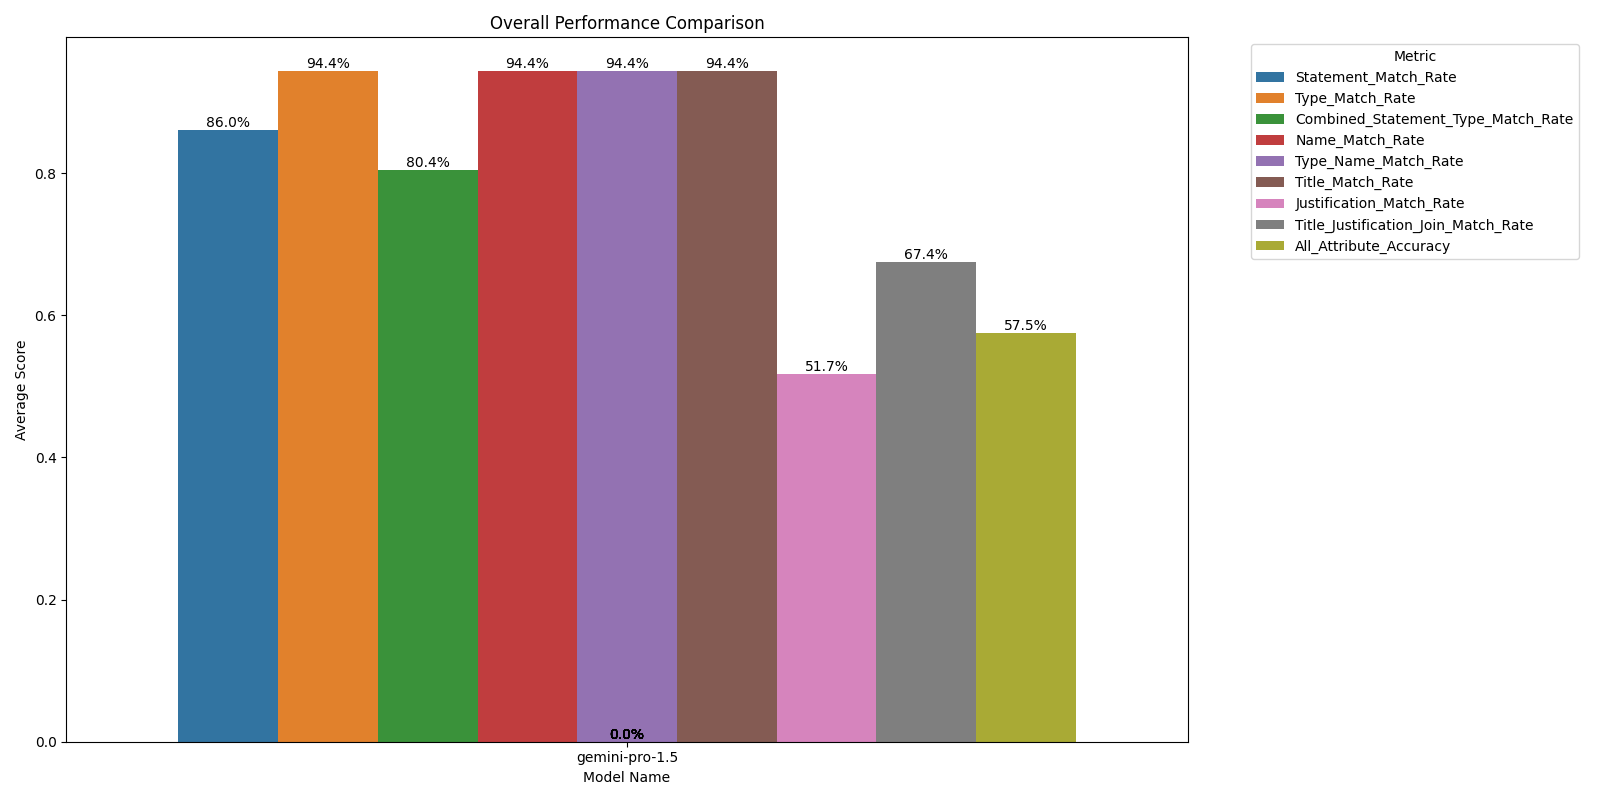 Overall Performance Comparison
Average Score
0.8
0.6
0.4
0.2
0.0
86.0%
94.4%
80.4%
94.4%
94.4%
94.4%
51.7%
67.4%
57.5%
0.0%
gemini-pro-1.5
Model Name
Metric
Statement_Match_Rate
Type_Match_Rate
Combined_Statement_Type_Match_Rate
Name_Match_Rate
Type_Name_Match_Rate
Title_Match_Rate
Justification_Match_Rate
Title_Justification_Join_Match_Rate
All_Attribute_Accuracy